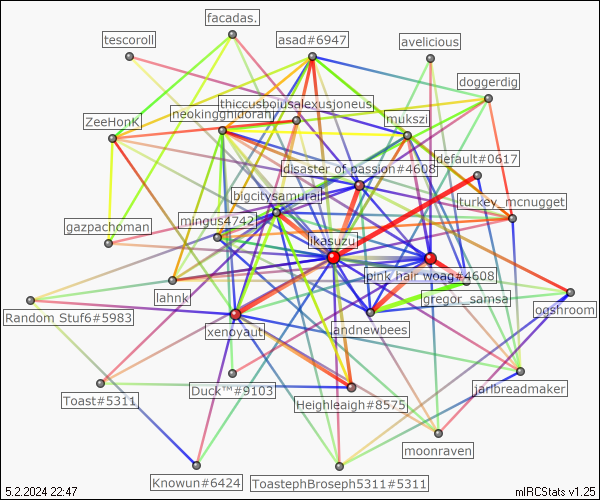 facadas.
tescoroll
asad#6947
avelicious
doggerdig
thiccusboiusalexusjoneus
neokingghidorah
mukszi
ZeeHonK
default#0617
disaster of passion#4608
bigcitysamurai
turkey_mcnugget
mingus4742
gazpachoman
ikasuzu
pink hair woag#4608
lahnk
gregor_samsa
ogshroom
Random Stuf6#5983
xenoyaut
andnewbees
Duck™#9103
jarlbreadmaker
Toast#5311
Heighleaigh#8575
moonraven
Knowun#6424
ToastephBroseph5311#5311
5.2.2024 22:47
mIRCStats v1.25